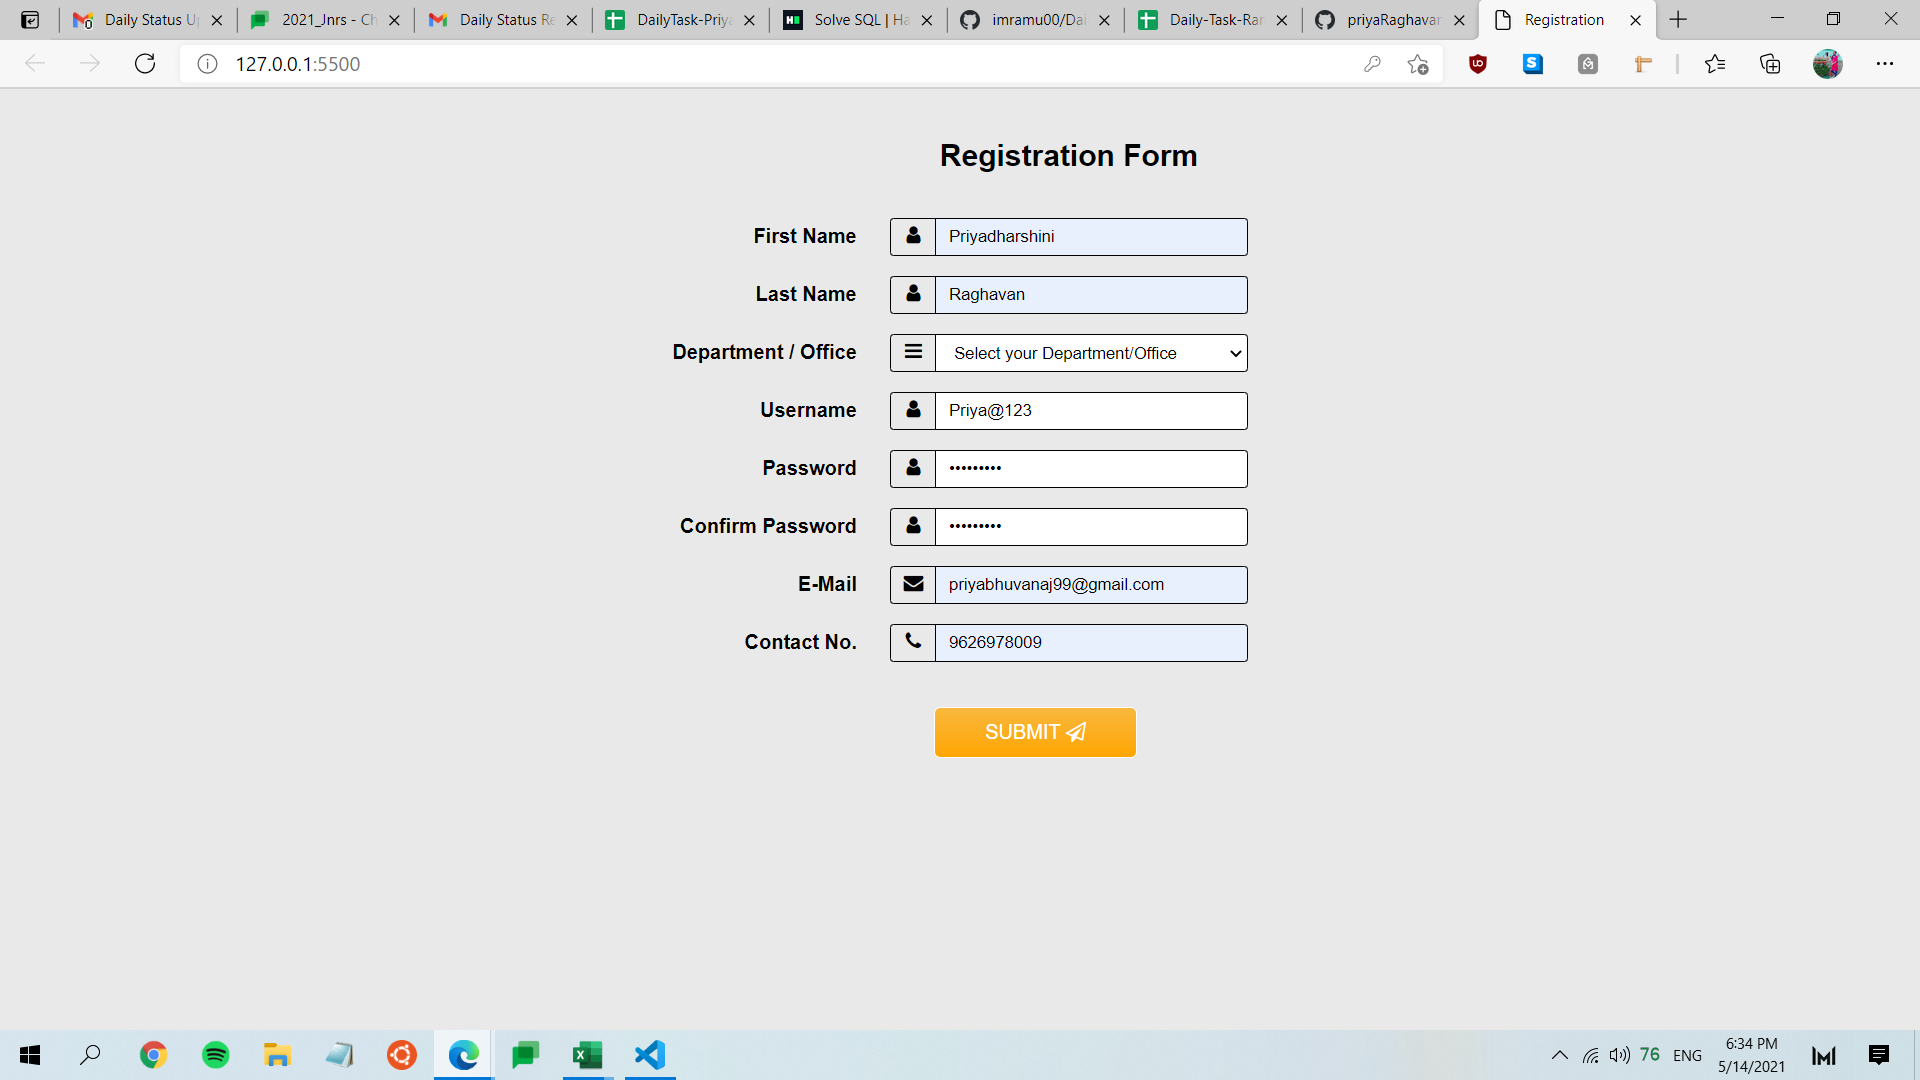 Daily Status Up
2021_Jnrs - Ch
Daily Status Re
DailyTask-Priya
Solve SQL | Ha
imramu00/Dai
Daily-Task-Ram
priyaRaghavan
Registration
127.0.0.1:5500
Registration Form
First Name Priyadharshini
Last Name Raghavan
Department / Office Select your Department/Office
Username Priya@123
Password •••••••••
Confirm Password •••••••••
E-Mail priyabhuvanaj99@gmail.com
Contact No. 9626978009
SUBMIT
76 ENG 6:34 PM
5/14/2021